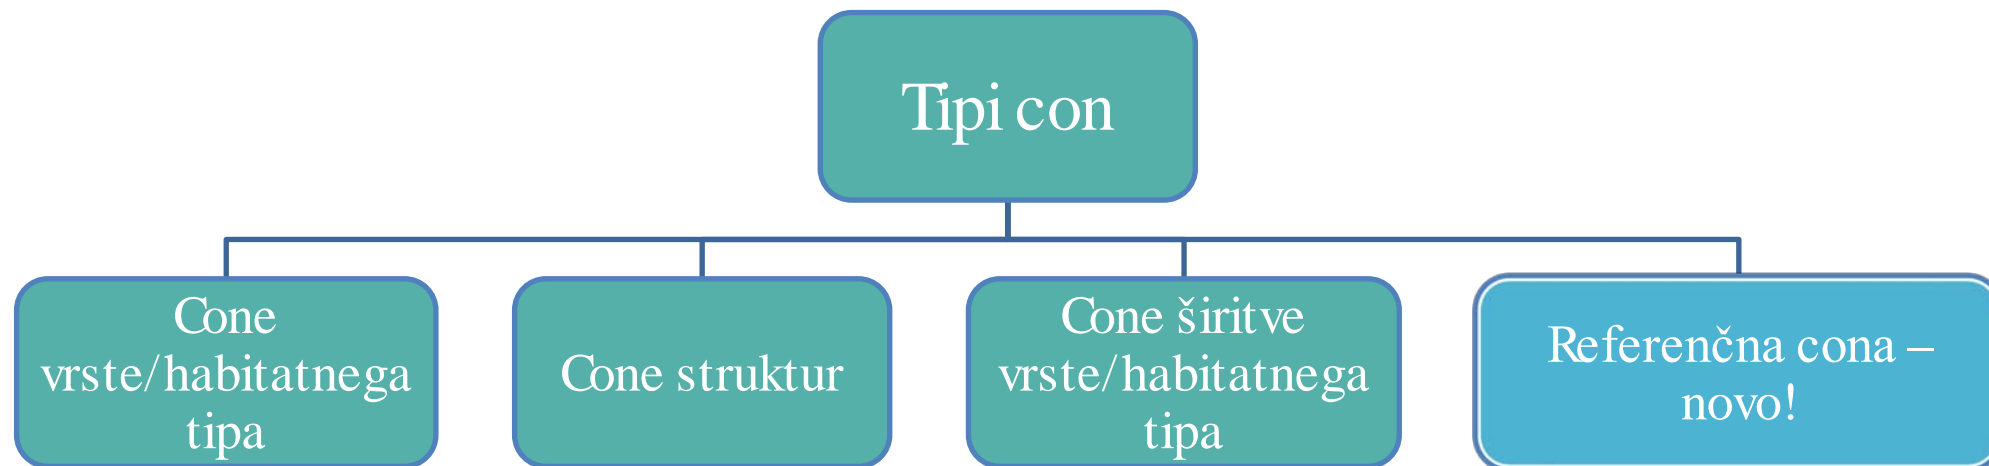 Tipi con
Cone
vrste/habitatnega
tipa
Cone struktur
Cone širitve
vrste/habitatnega
tipa
Referenčna cona –
novo!